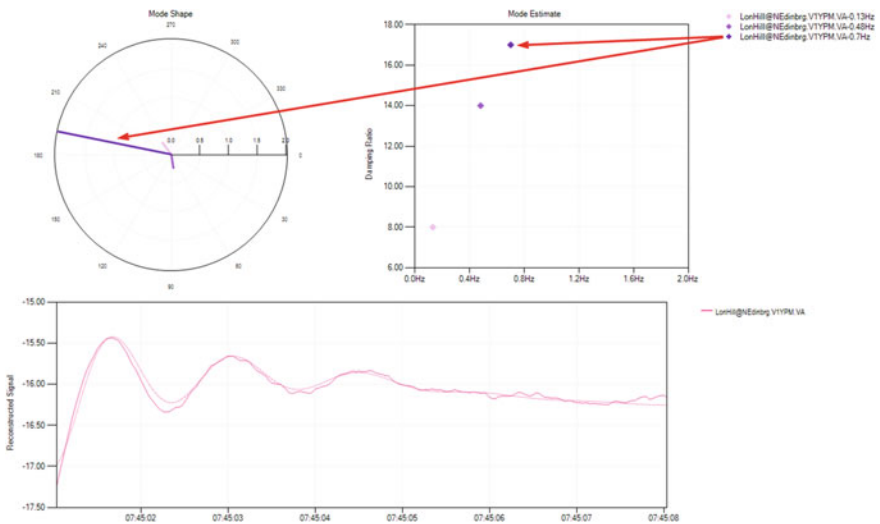 Mode Shape
270
240
300
210
330
180
0.0 0.5 1.0 1.5 2.0
0
150
30
120
60
90
Mode Estimate
18.00
16.00
14.00
12.00
10.00
8.00
6.00
Damping Ratio
0.0Hz 0.4Hz 0.8Hz 1.2Hz 1.6Hz 2.0Hz
LonHill@NEdinbrg.V1YPM.VA-0.13Hz
LonHill@NEdinbrg.V1YPM.VA-0.48Hz
LonHill@NEdinbrg.V1YPM.VA-0.7Hz
-15.00
-15.50
-16.00
-16.50
-17.00
-17.50
Reconstructed Signal
07:45:02 07:45:03 07:45:04 07:45:05 07:45:06 07:45:07 07:45:08
LonHill@NEdinbrg.V1YPM.VA